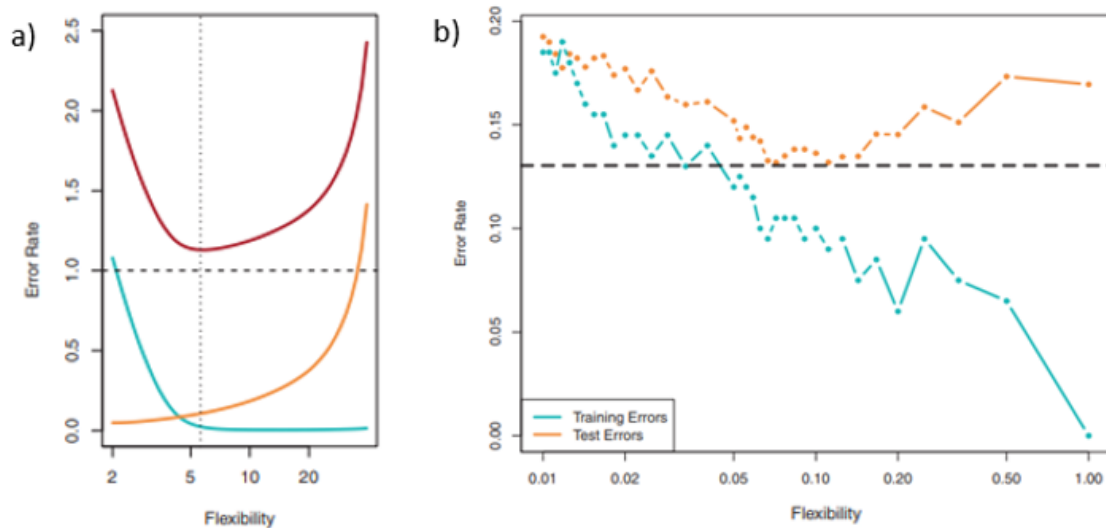 a)
2.5
2.0
1.5
1.0
0.5
0.0
Error Rate
2 5 10 20
Flexibility
b)
0.20
0.15
0.10
0.05
0.00
Error Rate
Training Errors
Test Errors
0.01 0.02 0.05 0.10 0.20 0.50 1.00
Flexibility